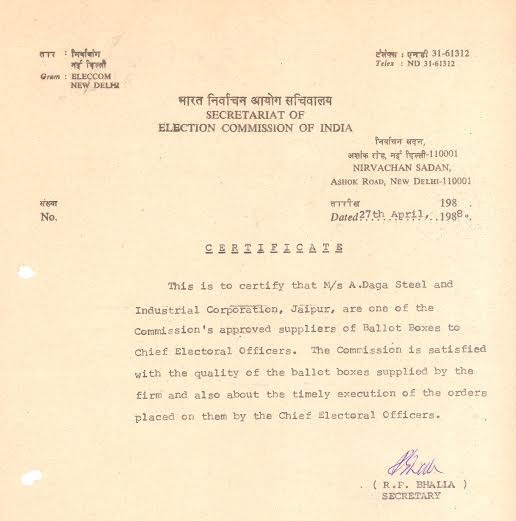 तार : निर्वाचंयोग
नई दिल्ली
Gram : ELECCOM
NEW DELHI
टेलेक्स : एनडी 31-61312
Telex : ND 31-61312
भारत निर्वाचन आयोग सचिवालय
SECRETARIAT OF
ELECTION COMMISSION OF INDIA
निर्वाचन सदन,
अशोक रोड, नई दिल्ली-110001
NIRVACHAN SADAN,
ASHOK ROAD, NEW DELHI-110001
संख्या
No.
तारीख 198 .
Dated 27th April, 1988.
CERTIFICATE
This is to certify that M/s A.Daga Steel and
Industrial Corporation, Jaipur, are one of the
Commission's approved suppliers of Ballot Boxes to
Chief Electoral Officers. The Commission is satisfied
with the quality of the ballot boxes supplied by the
firm and also about the timely execution of the orders
placed on them by the Chief Electoral Officers.
( R.P. BHALLA )
SECRETARY